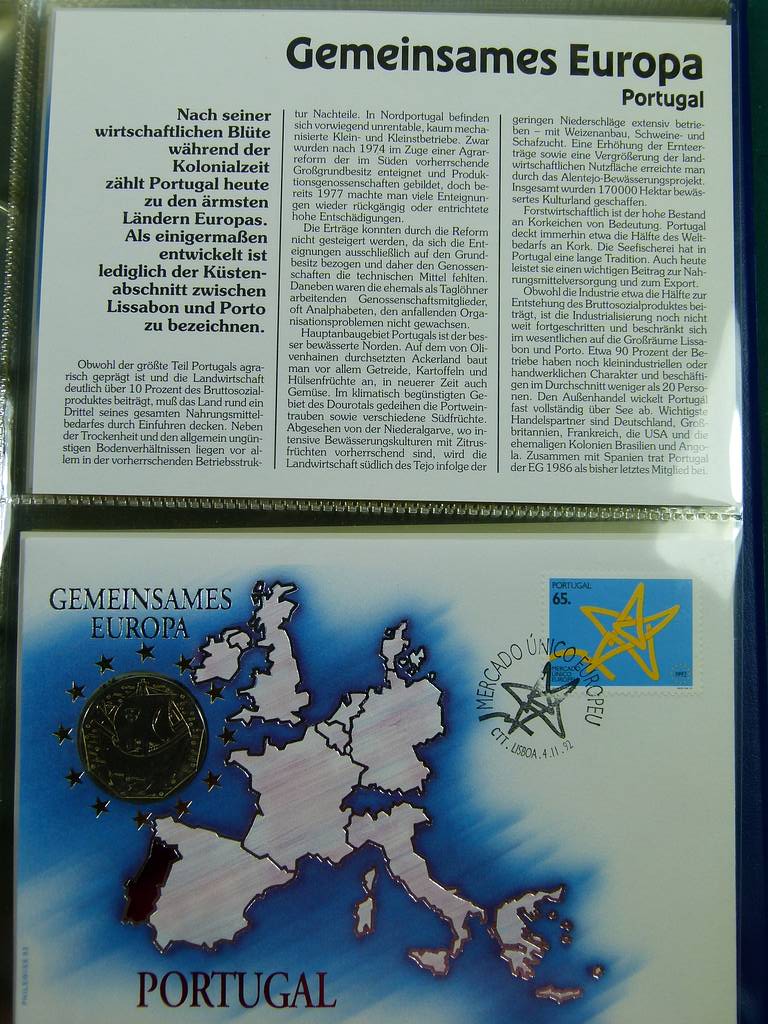 Gemeinsames Europa
Portugal
Nach seiner
wirtschaftlichen Blüte
während der
Kolonialzeit
zählt Portugal heute
zu den ärmsten
Ländern Europas.
Als einigermaßen
entwickelt ist
lediglich der Küsten-
abschnitt zwischen
Lissabon und Porto
zu bezeichnen.
Obwohl der größte Teil Portugals agra-
risch geprägt ist und die Landwirtschaft
deutlich über 10 Prozent des Bruttosozial-
produktes beiträgt, muß das Land rund ein
Drittel seines gesamten Nahrungsmittel-
bedarfes durch Einfuhren decken. Neben
der Trockenheit und den allgemein ungün-
stigen Bodenverhältnissen liegen vor al-
lem in der vorherrschenden Betriebsstruk-
tur Nachteile. In Nordportugal befinden
sich vorwiegend unrentable, kaum mecha-
nisierte Klein- und Kleinstbetriebe. Zwar
wurden nach 1974 im Zuge einer Agrar-
reform der im Süden vorherrschende
Großgrundbesitz enteignet und Produk-
tionsgenossenschaften gebildet, doch be-
reits 1977 machte man viele Enteignun-
gen wieder rückgängig oder entrichtete
hohe Entschädigungen.
Die Erträge konnten durch die Reform
nicht gesteigert werden, da sich die Ent-
eignungen ausschließlich auf den Grund-
besitz bezogen und daher den Genossen-
schaften die technischen Mittel fehlten.
Daneben waren die ehemals als Taglöhner
arbeitenden Genossenschaftsmitglieder,
oft Analphabeten, den anfallenden Orga-
nisationsproblemen nicht gewachsen.
Hauptanbaugebiet Portugals ist der bes-
ser bewässerte Norden. Auf dem von Oli-
venhainen durchsetzten Ackerland baut
man vor allem Getreide, Kartoffeln und
Hülsenfrüchte an, in neuerer Zeit auch
Gemüse. Im klimatisch begünstigten Ge-
biet des Dourotals gedeihen die Portwein-
trauben sowie verschiedene Südfrüchte.
Abgesehen von der Niederalgarve, wo in-
tensive Bewässerungskulturen mit Zitrus-
früchten vorherrschend sind, wird die
Landwirtschaft südlich des Tejo infolge der
geringen Niederschläge extensiv betrie-
ben – mit Weizenanbau, Schweine- und
Schafzucht. Eine Erhöhung der Ernteer-
träge sowie eine Vergrößerung der land-
wirtschaftlichen Nutzfläche erreichte man
durch das Alentejo-Bewässerungsprojekt.
Insgesamt wurden 170000 Hektar bewäs-
sertes Kulturland geschaffen.
Forstwirtschaftlich ist der hohe Bestand
an Korkeichen von Bedeutung. Portugal
deckt immerhin etwa die Hälfte des Welt-
bedarfs an Kork. Die Seefischerei hat in
Portugal eine lange Tradition. Auch heute
leistet sie einen wichtigen Beitrag zur Nah-
rungsmittelversorgung und zum Export.
Obwohl die Industrie etwa die Hälfte zur
Entstehung des Bruttosozialproduktes bei-
trägt, ist die Industrialisierung noch nicht
weit fortgeschritten und beschränkt sich
im wesentlichen auf die Großräume Lissa-
bon und Porto. Etwa 90 Prozent der Be-
triebe haben noch kleinindustriellen oder
handwerklichen Charakter und beschäfti-
gen im Durchschnitt weniger als 20 Perso-
nen. Den Außenhandel wickelt Portugal
fast vollständig über See ab. Wichtigste
Handelspartner sind Deutschland, Groß-
britannien, Frankreich, die USA und die
ehemaligen Kolonien Brasilien und Ango-
la. Zusammen mit Spanien trat Portugal
der EG 1986 als bisher letztes Mitglied bei.
GEMEINSAMES
EUROPA
PORTUGAL
65.
MERCADO
ÚNICO
EUROPEU
1992
MERCADO ÚNICO EUROPEU
CTT. LISBOA. 4.11.92
PORTUGAL